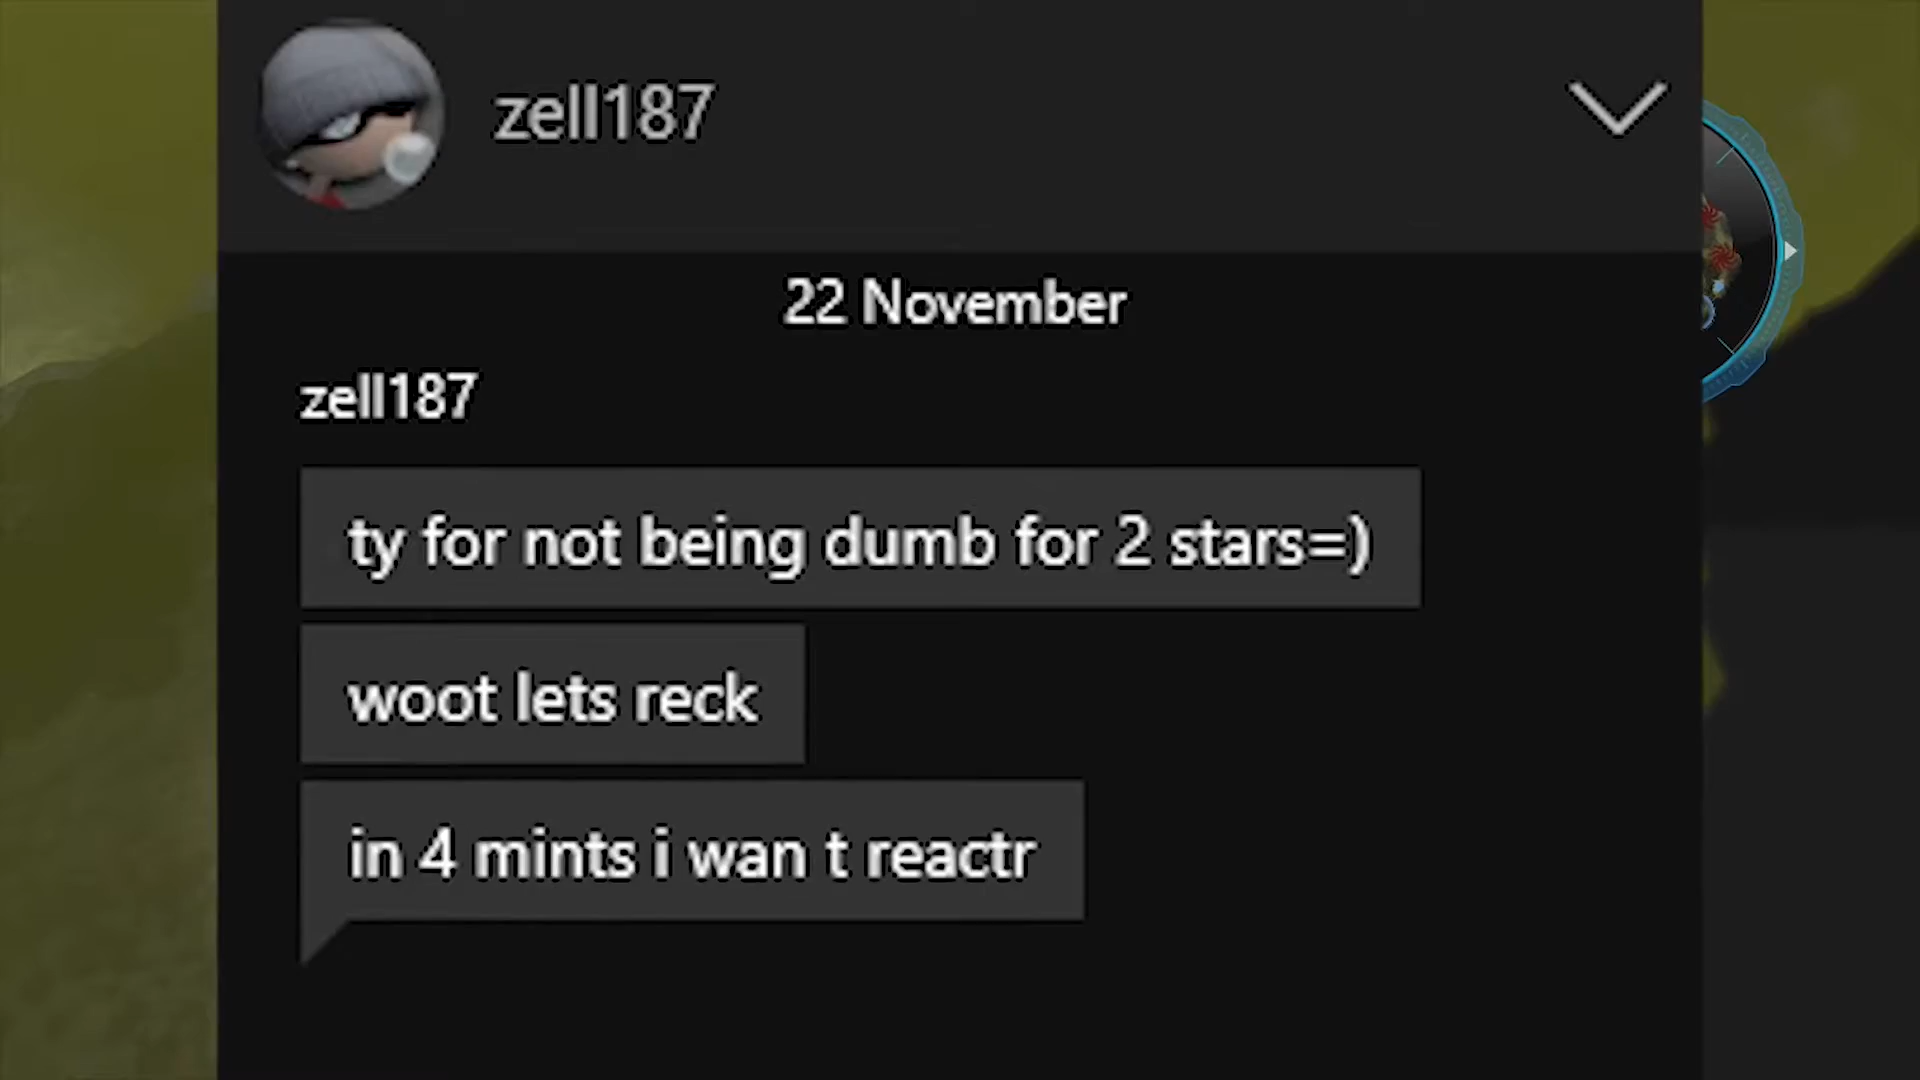 zell187
22 November
zell187
ty for not being dumb for 2 stars=)
woot lets reck
in 4 mints i wan t reactr